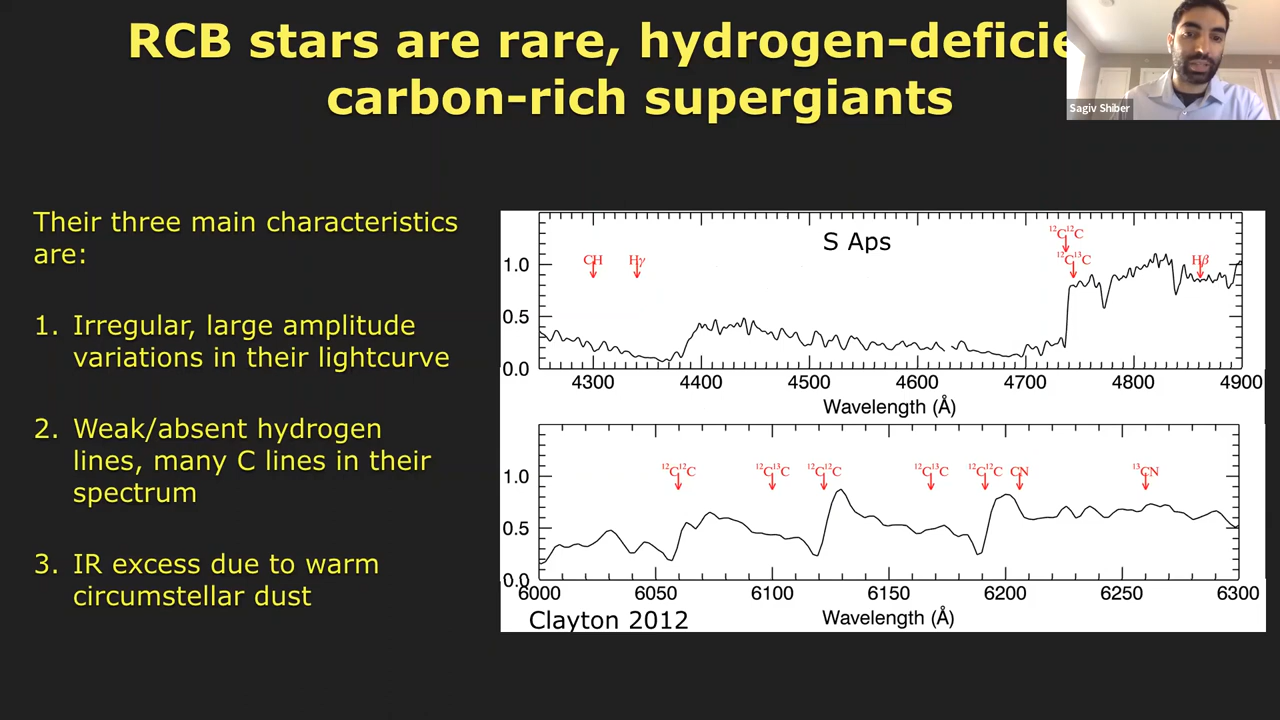 RCB stars are rare, hydrogen-deficie
carbon-rich supergiants
Sagiv Shiber
Their three main characteristics
are:
1. Irregular, large amplitude
variations in their lightcurve
2. Weak/absent hydrogen
lines, many C lines in their
spectrum
3. IR excess due to warm
circumstellar dust
S Aps
CH Hγ ¹²C¹²C ¹²C¹³C Hβ
1.0
0.5
0.0
4300 4400 4500 4600 4700 4800 4900
Wavelength (Å)
¹²C¹²C ¹²C¹³C ¹²C¹²C ¹²C¹³C ¹²C¹²C CN ¹³CN
1.0
0.5
0.0
6000 6050 6100 6150 6200 6250 6300
Wavelength (Å)
Clayton 2012